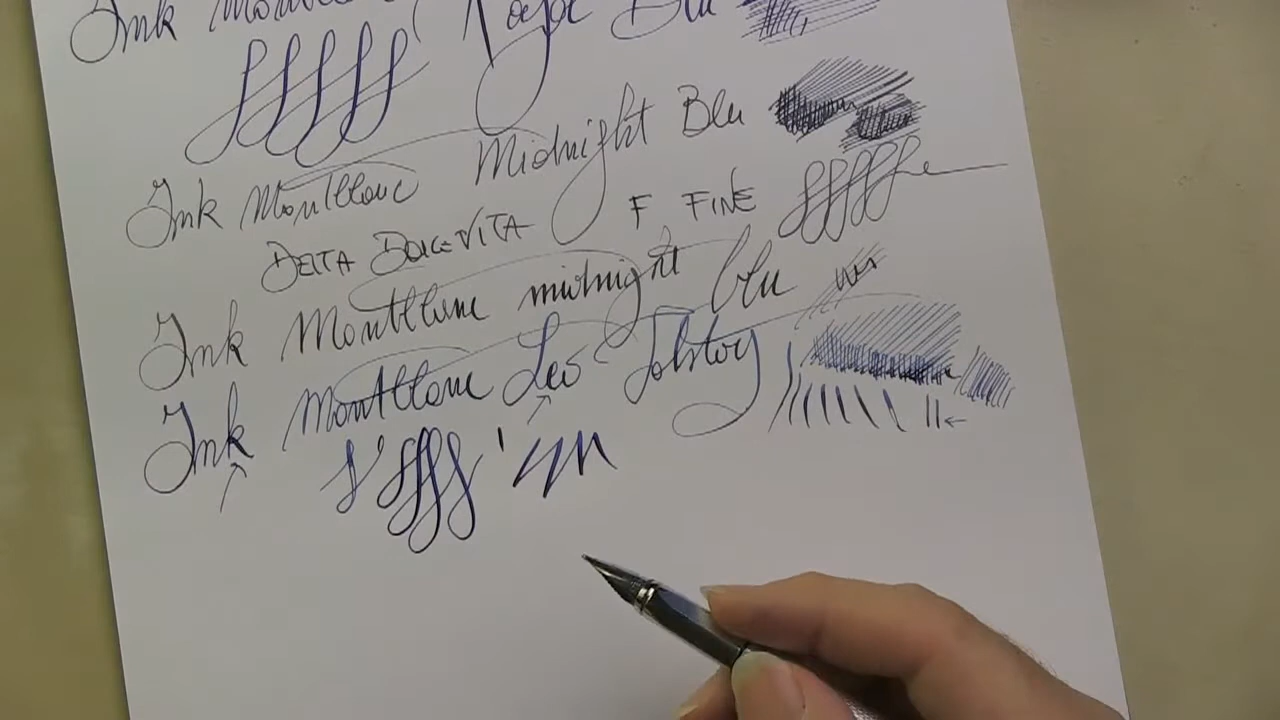 Ink Montblanc Royal Blu
Ink Montblanc Midnight Blu
DELTA DOLCEVITA F FINE
Ink Montblanc midnight blu
Ink Montblanc Leo Tolstoy